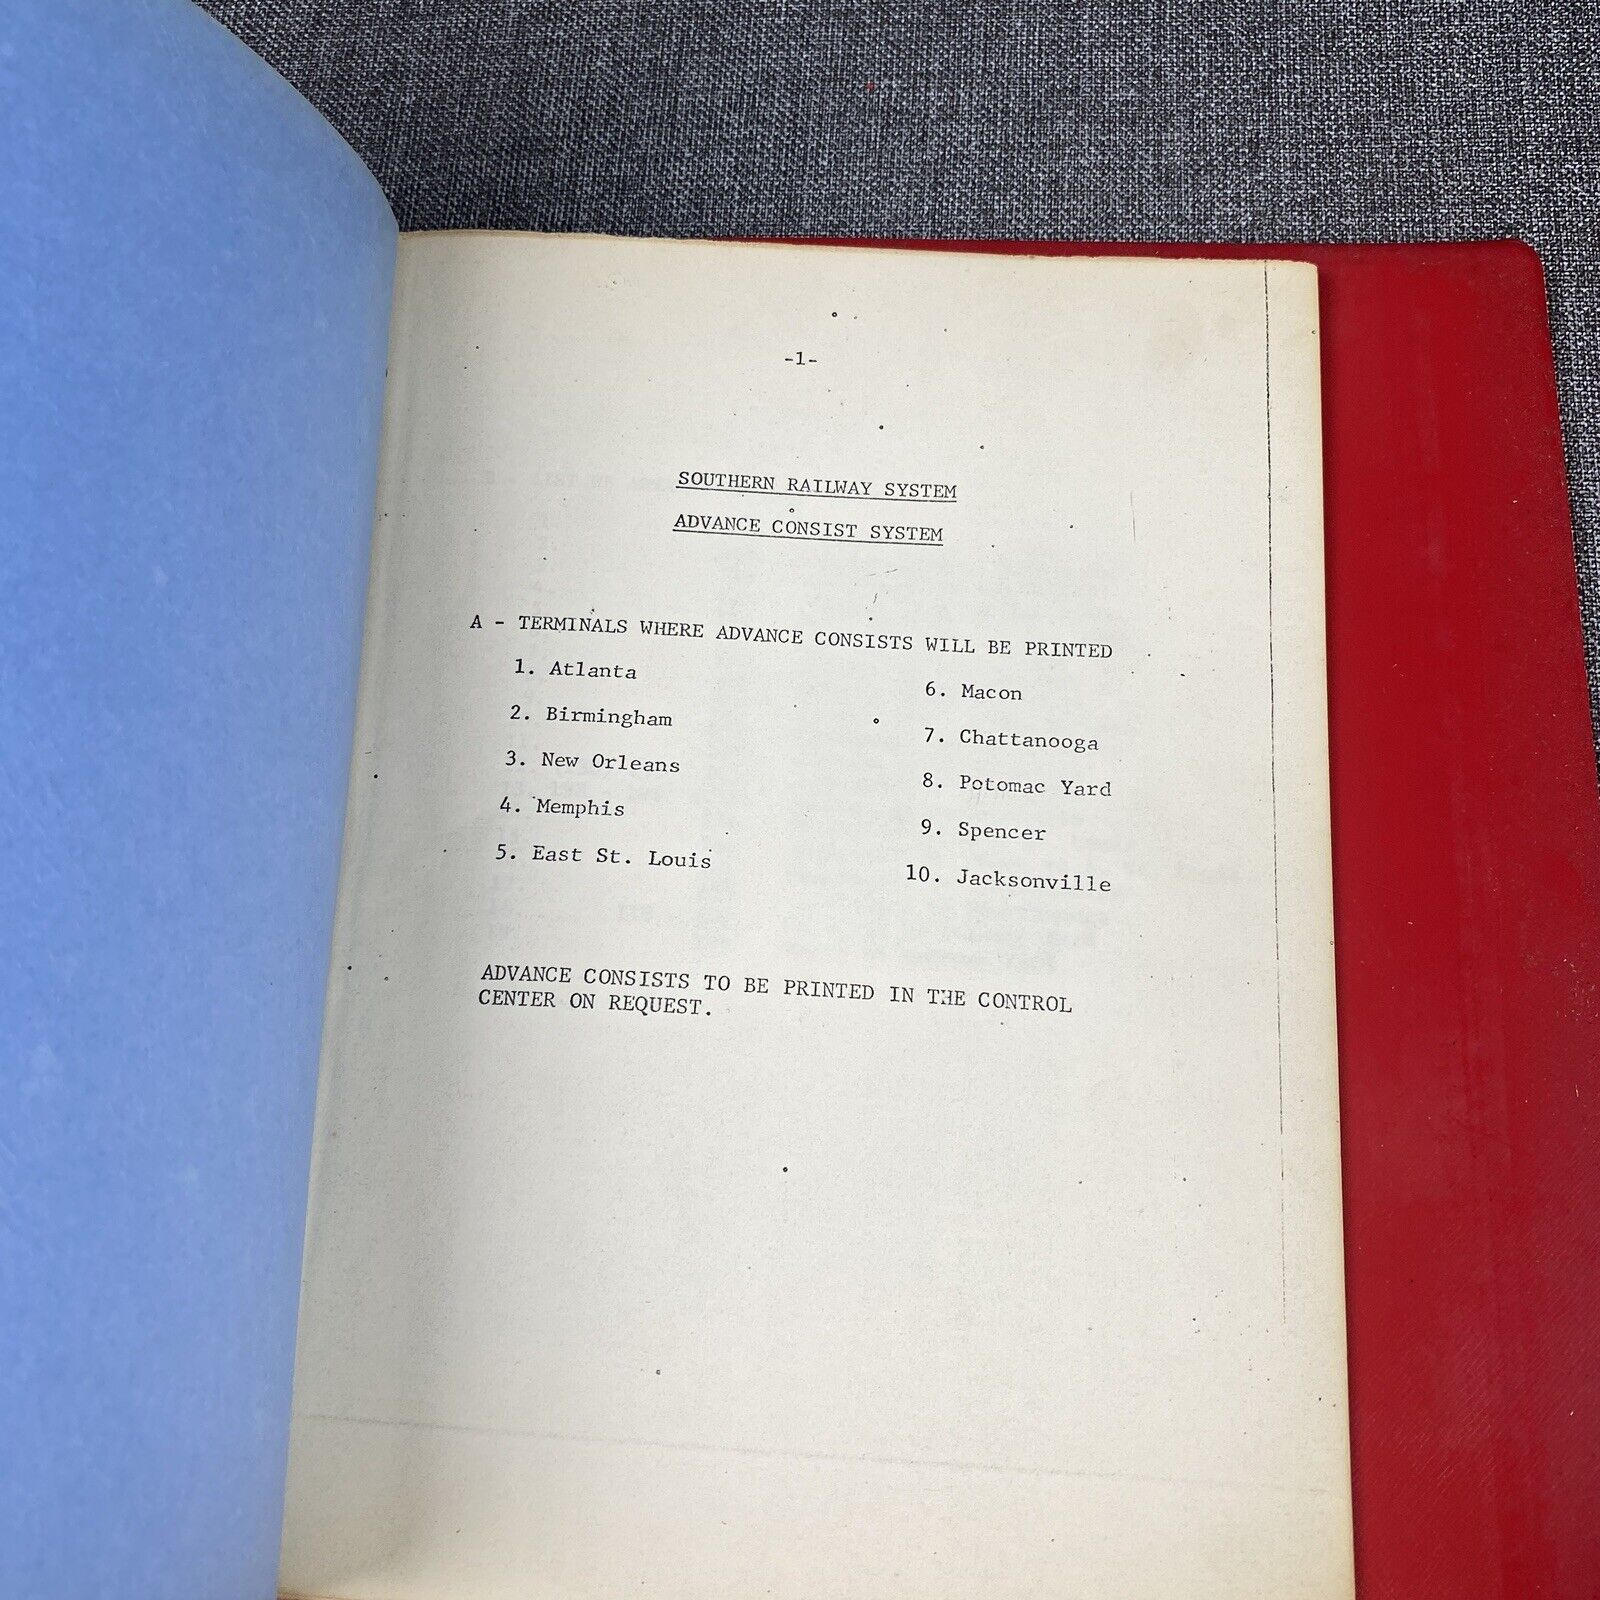 -1-
SOUTHERN RAILWAY SYSTEM
ADVANCE CONSIST SYSTEM
A - TERMINALS WHERE ADVANCE CONSISTS WILL BE PRINTED
1. Atlanta
2. Birmingham
3. New Orleans
4. Memphis
5. East St. Louis
6. Macon
7. Chattanooga
8. Potomac Yard
9. Spencer
10. Jacksonville
ADVANCE CONSISTS TO BE PRINTED IN THE CONTROL
CENTER ON REQUEST.